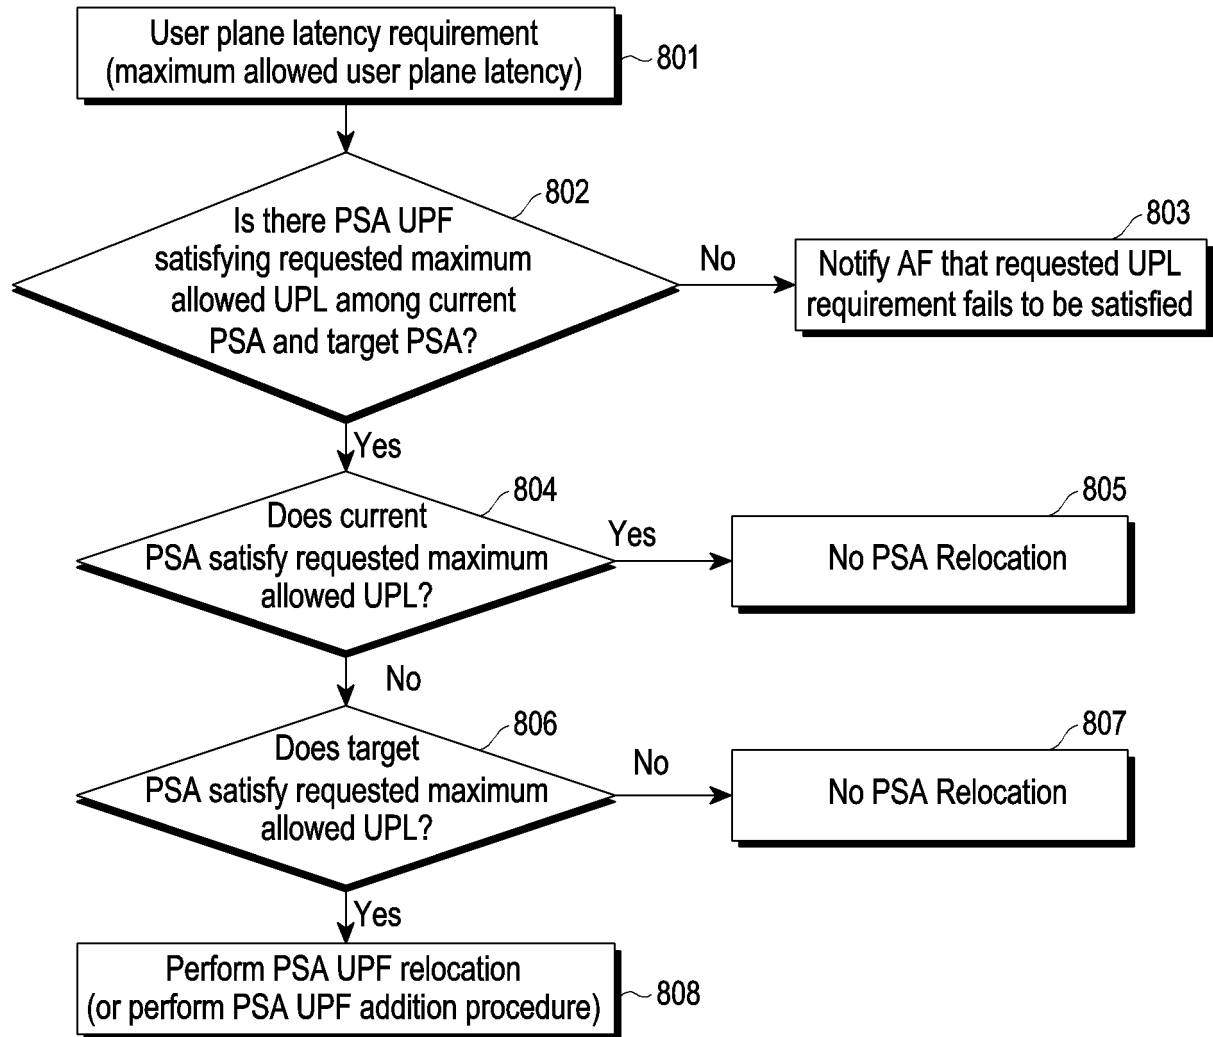 User plane latency requirement
(maximum allowed user plane latency)
801
802
Is there PSA UPF
satisfying requested maximum
allowed UPL among current
PSA and target PSA?
No
803
Notify AF that requested UPL
requirement fails to be satisfied
Yes
804
Does current
PSA satisfy requested maximum
allowed UPL?
Yes
805
No PSA Relocation
No
806
Does target
PSA satisfy requested maximum
allowed UPL?
No
807
No PSA Relocation
Yes
Perform PSA UPF relocation
(or perform PSA UPF addition procedure)
808